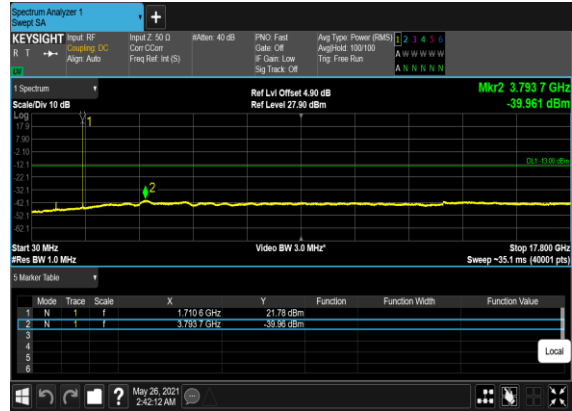 Spectrum Analyzer 1
Swept SA
+
KEYSIGHT Input: RF Input Z: 50 Ω #Atten: 40 dB PNO: Fast Avg Type: Power (RMS) 1 2 3 4 5 6
R T Coupling: DC Corr CCorr Gate: Off Avg|Hold: 100/100 A W W W W W
Align: Auto Freq Ref: Int (S) IF Gain: Low Trig: Free Run
Sig Track: Off A N N N N N
1 Spectrum Ref Lvl Offset 4.90 dB Mkr2 3.793 7 GHz
Scale/Div 10 dB Ref Level 27.90 dBm -39.961 dBm
Log
17.9
7.90
-2.10
-12.1
-22.1
-32.1
-42.1
-52.1
-62.1
1
2
DL1 -13.00 dBm
Start 30 MHz Video BW 3.0 MHz* Stop 17.800 GHz
#Res BW 1.0 MHz Sweep ~35.1 ms (40001 pts)
5 Marker Table
Mode Trace Scale X Y Function Function Width Function Value
1 N 1 f 1.710 6 GHz 21.78 dBm
2 N 1 f 3.793 7 GHz -39.96 dBm
3
4
5
6
Local
? May 26, 2021
2:42:12 AM